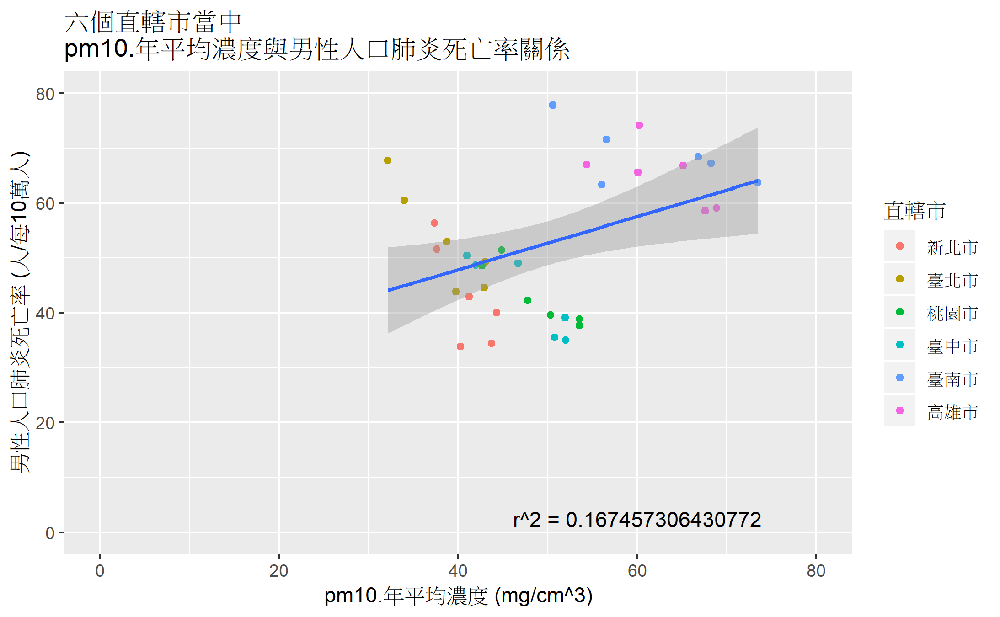 六個直轄市當中
pm10.年平均濃度與男性人口肺炎死亡率關係
男性人口肺炎死亡率 (人/每10萬人)
80
60
40
20
0
r^2 = 0.167457306430772
0
20
40
60
80
pm10.年平均濃度 (mg/cm^3)
直轄市
新北市
臺北市
桃園市
臺中市
臺南市
高雄市